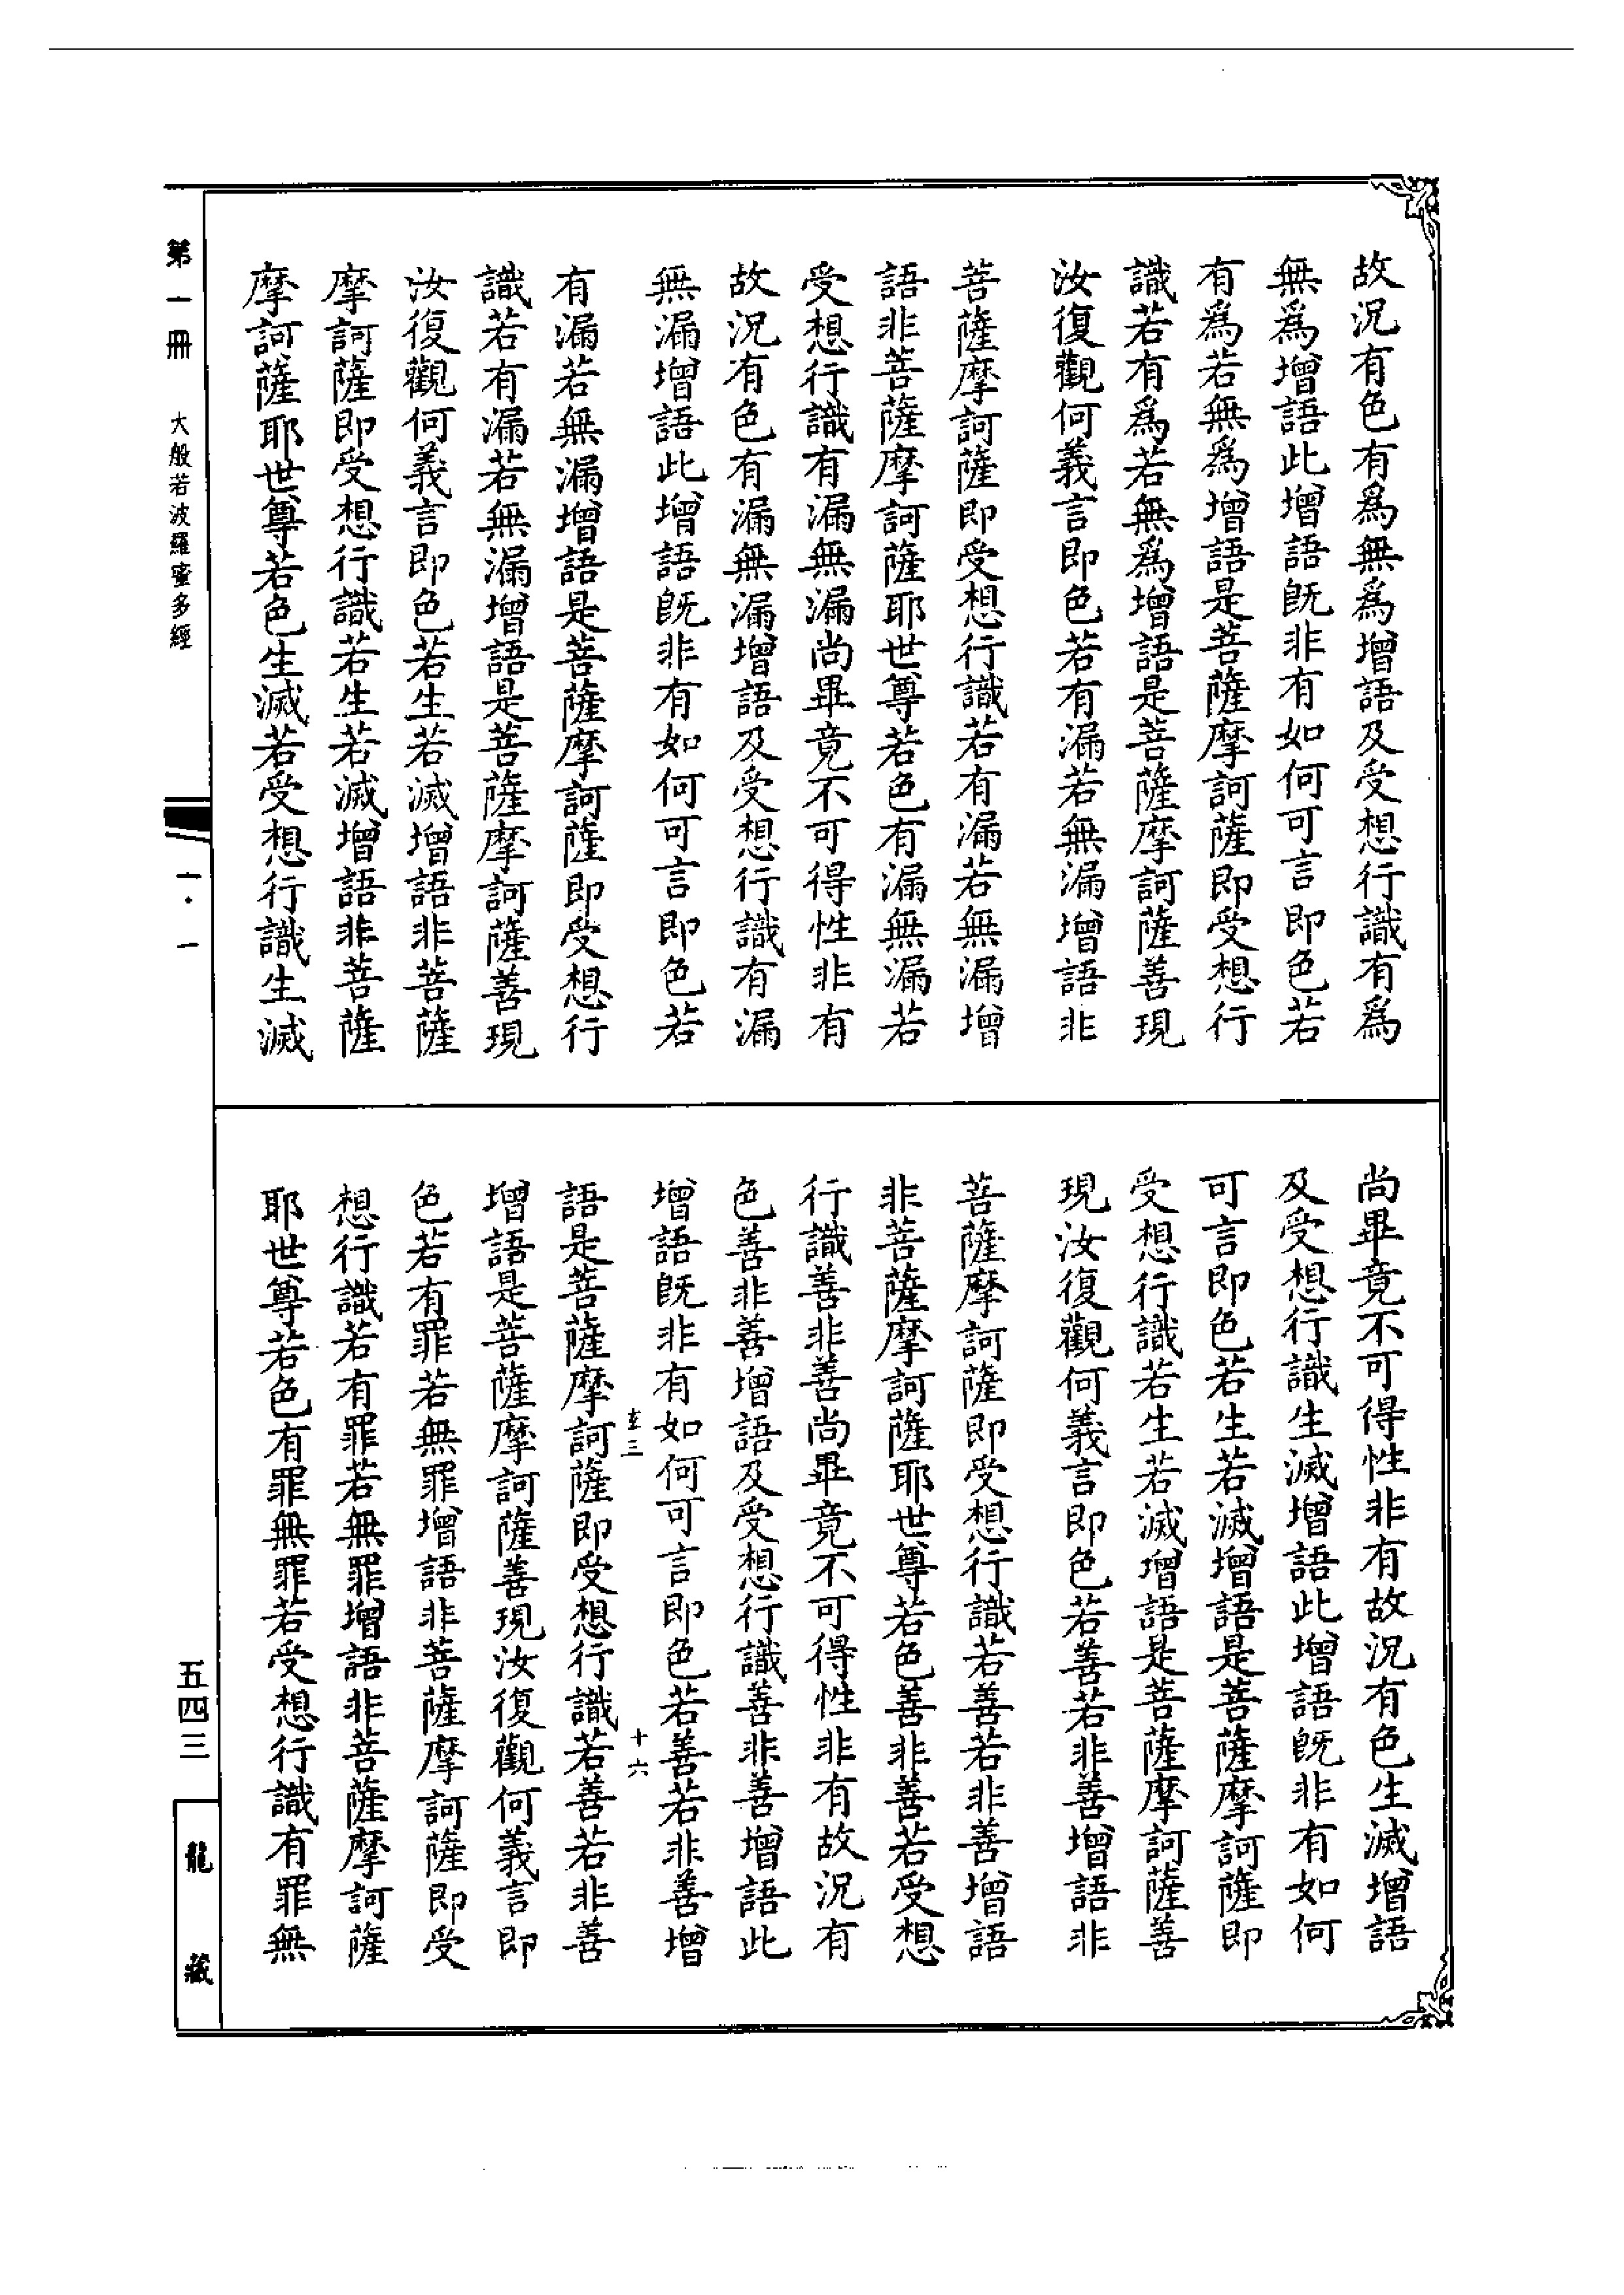 故況有色有爲無爲增語及受想行識有爲
無爲增語此增語旣非有如何可言即色若
有爲若無爲增語是菩薩摩訶薩即受想行
識若有爲若無爲增語是菩薩摩訶薩善現
汝復觀何義言即色若有漏若無漏增語非
菩薩摩訶薩即受想行識若有漏若無漏增
語非菩薩摩訶薩耶世尊若色有漏無漏若
受想行識有漏無漏尚畢竟不可得性非有
故況有色有漏無漏增語及受想行識有漏
無漏增語此增語旣非有如何可言即色若
有漏若無漏增語是菩薩摩訶薩即受想行
識若有漏若無漏增語是菩薩摩訶薩善現
汝復觀何義言即色若生若滅增語非菩薩
摩訶薩即受想行識若生若滅增語非菩薩
摩訶薩耶世尊若色生滅若受想行識生滅
尚畢竟不可得性非有故況有色生滅增語
及受想行識生滅增語此增語旣非有如何
可言即色若生若滅增語是菩薩摩訶薩即
受想行識若生若滅增語是菩薩摩訶薩善
現汝復觀何義言即色若善若非善增語非
菩薩摩訶薩即受想行識若善若非善增語
非菩薩摩訶薩耶世尊若色善非善若受想
行識善非善尚畢竟不可得性非有故況有
色善非善增語及受想行識善非善增語此
增語旣非有如何可言即色若善若非善增
三 十六
語是菩薩摩訶薩即受想行識若善若非善
增語是菩薩摩訶薩善現汝復觀何義言即
色若有罪若無罪增語非菩薩摩訶薩即受
想行識若有罪若無罪增語非菩薩摩訶薩
耶世尊若色有罪無罪若受想行識有罪無
第一冊 大般若波羅蜜多經 一·一
五四三
龍藏